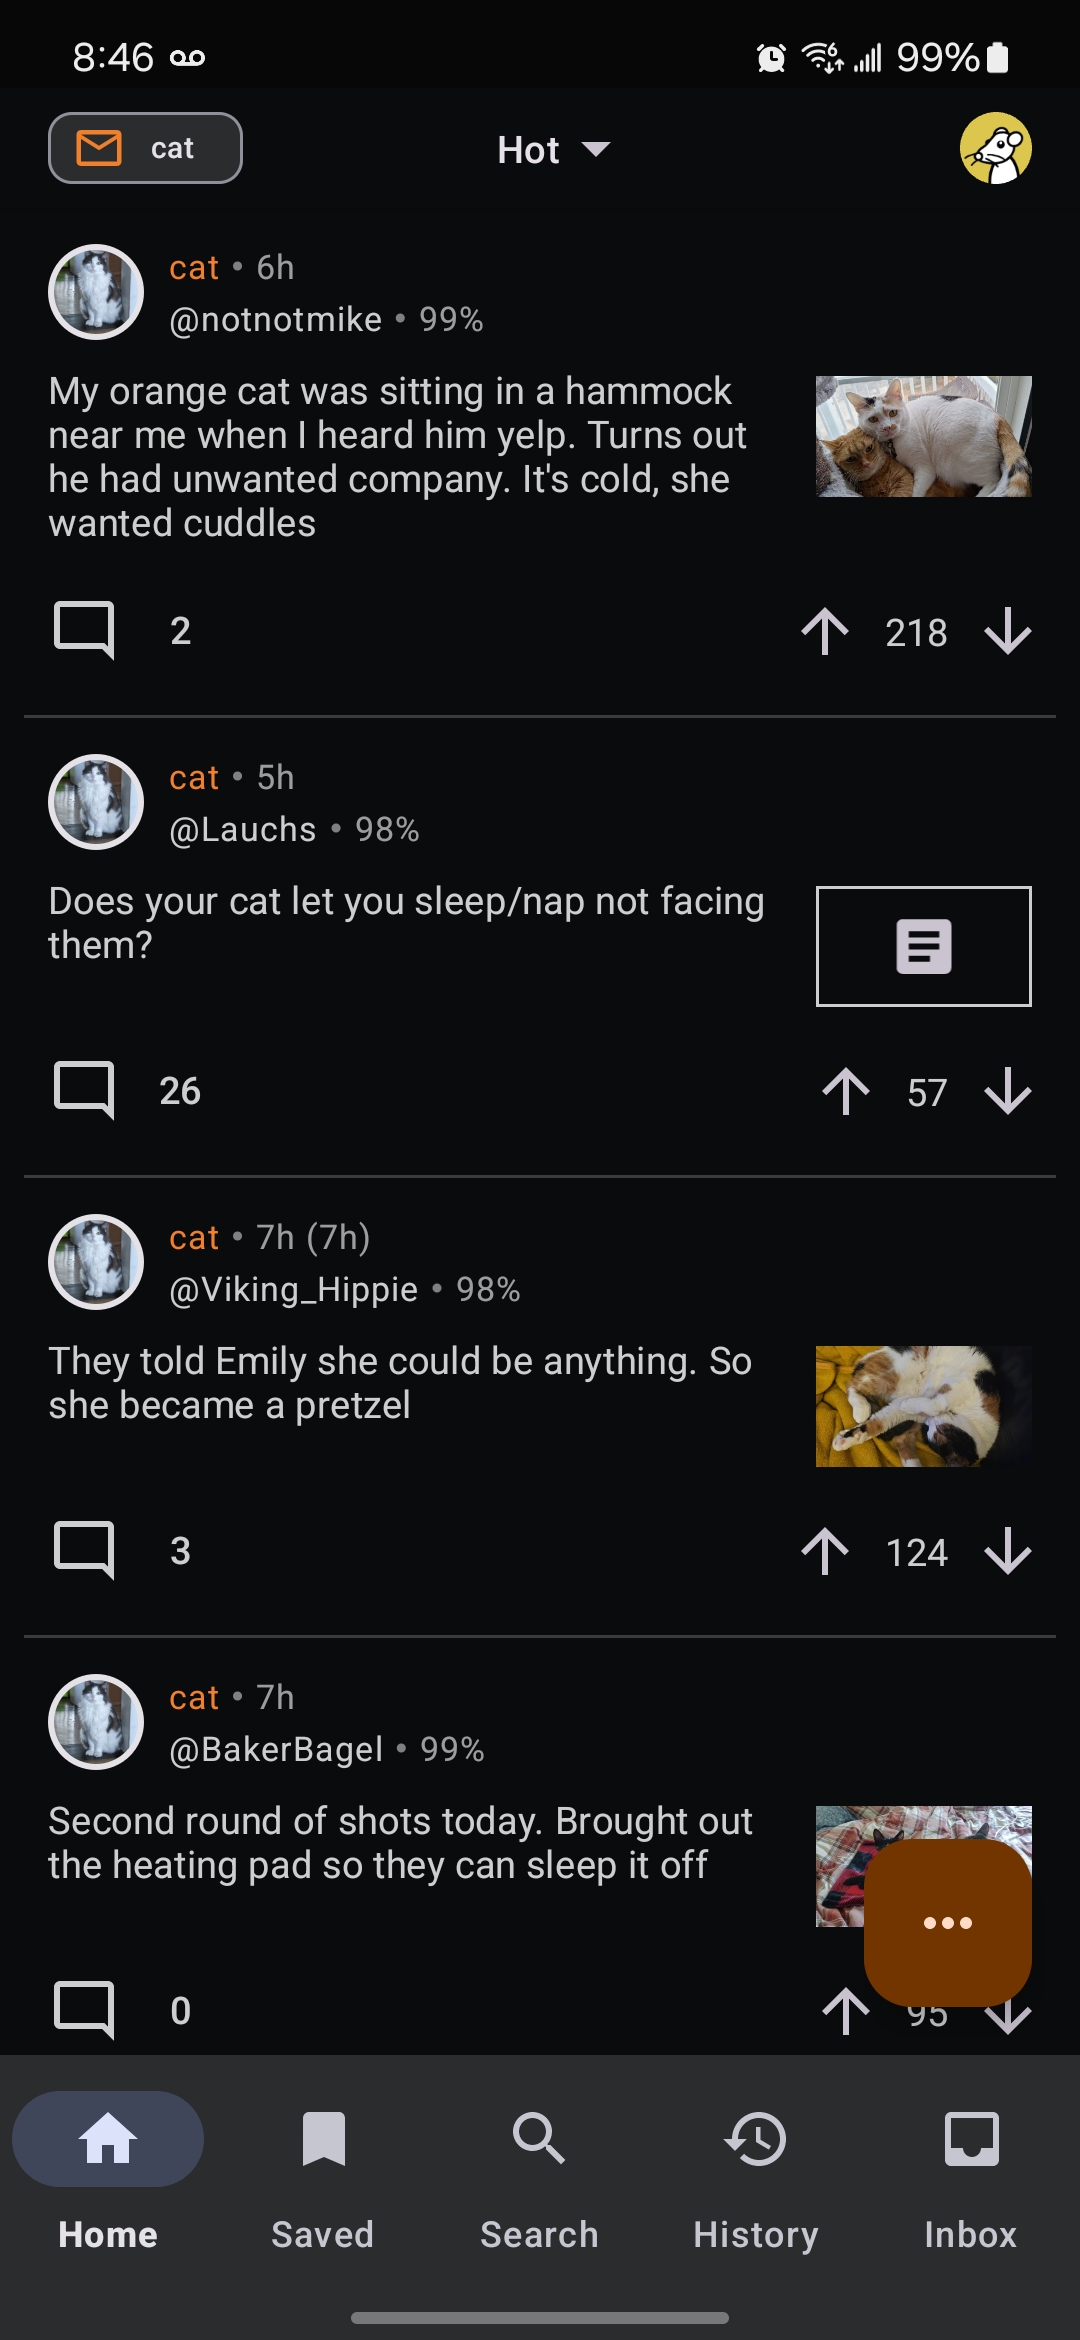 8:46
99%
cat
Hot
cat • 6h
@notnotmike • 99%
My orange cat was sitting in a hammock
near me when I heard him yelp. Turns out
he had unwanted company. It's cold, she
wanted cuddles
2
218
cat • 5h
@Lauchs • 98%
Does your cat let you sleep/nap not facing
them?
26
57
cat • 7h (7h)
@Viking_Hippie • 98%
They told Emily she could be anything. So
she became a pretzel
3
124
cat • 7h
@BakerBagel • 99%
Second round of shots today. Brought out
the heating pad so they can sleep it off
0
95
Home
Saved
Search
History
Inbox